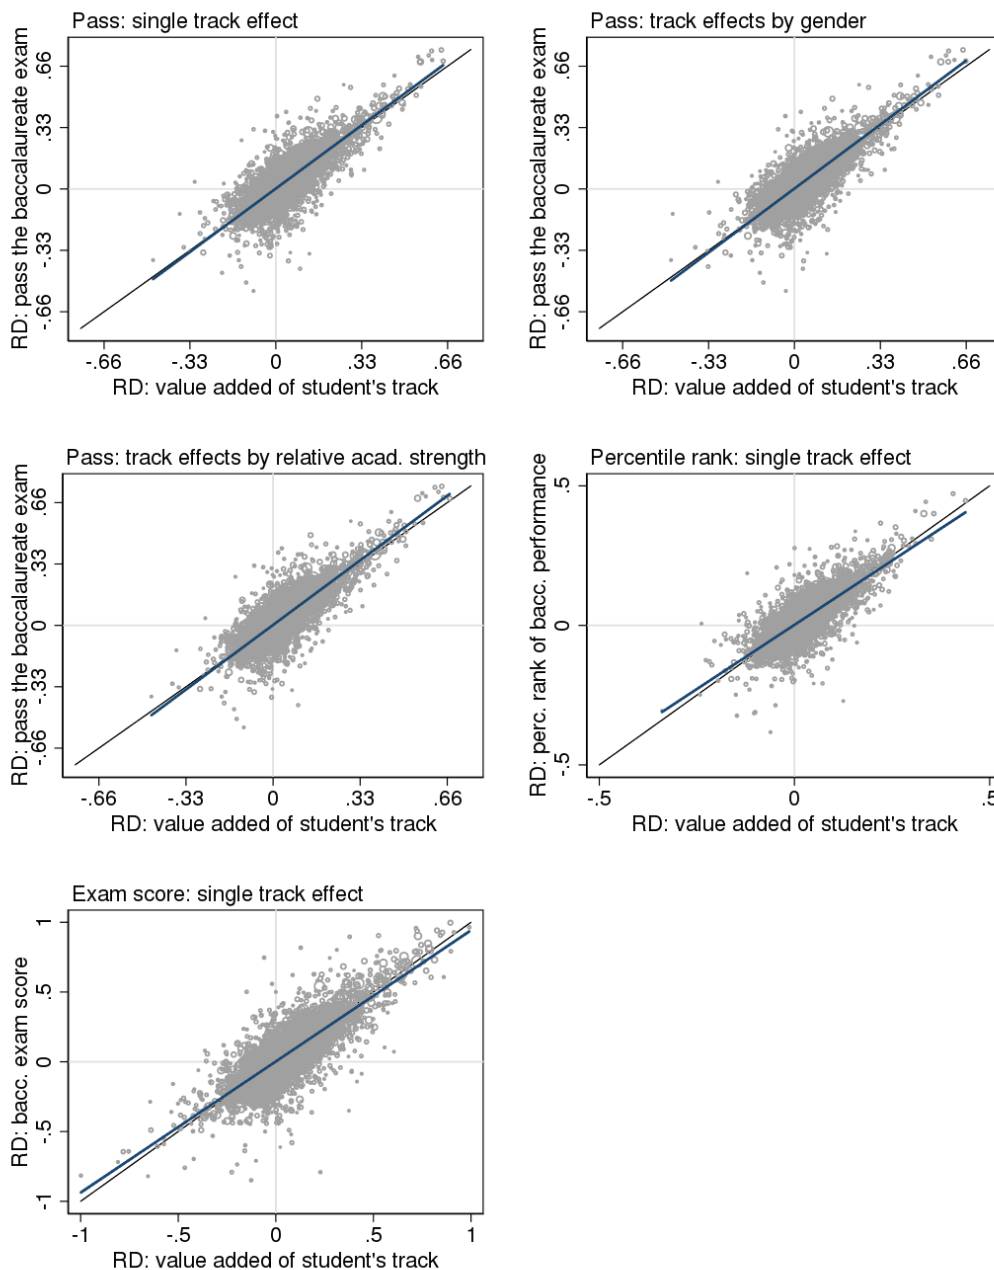 Pass: single track effect
RD: pass the baccalaureate exam
.66
.33
0
-.33
-.66
-.66 -.33 0 .33 .66
RD: value added of student's track
Pass: track effects by gender
RD: pass the baccalaureate exam
.66
.33
0
-.33
-.66
-.66 -.33 0 .33 .66
RD: value added of student's track
Pass: track effects by relative acad. strength
RD: pass the baccalaureate exam
.66
.33
0
-.33
-.66
-.66 -.33 0 .33 .66
RD: value added of student's track
Percentile rank: single track effect
RD: perc. rank of bacc. performance
.5
0
-.5
-.5 0 .5
RD: value added of student's track
Exam score: single track effect
RD: bacc. exam score
1
.5
0
-.5
-1
-1 -.5 0 .5 1
RD: value added of student's track